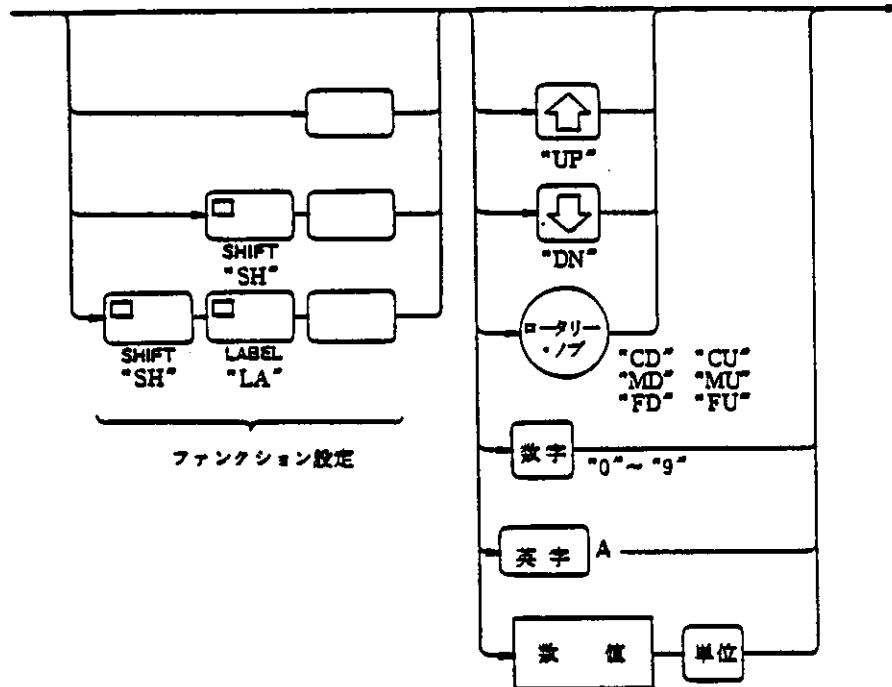 "UP"
SHIFT
"SH"
"DN"
SHIFT LABEL
"SH" "LA"
ファンクション設定
ロータリー
・ノブ
"CD" "CU"
"MD" "MU"
"FD" "FU"
数字 "0"～"9"
英字 A
数値 単位